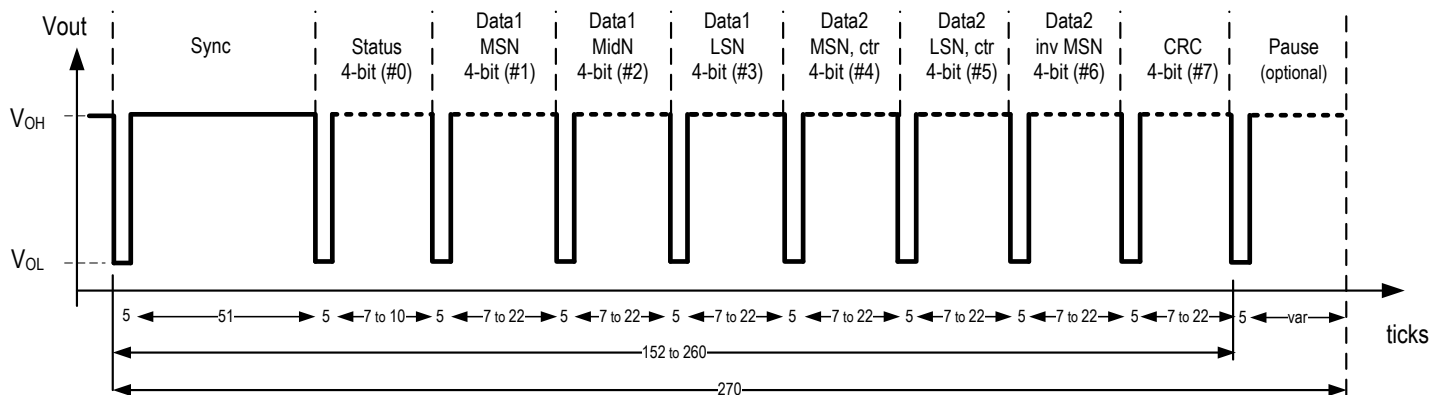 Vout
Sync
Status
4-bit (#0)
Data1
MSN
4-bit (#1)
Data1
MidN
4-bit (#2)
Data1
LSN
4-bit (#3)
Data2
MSN, ctr
4-bit (#4)
Data2
LSN, ctr
4-bit (#5)
Data2
inv MSN
4-bit (#6)
CRC
4-bit (#7)
Pause
(optional)
VOH
VOL
5 51 5 7 to 10 5 7 to 22 5 7 to 22 5 7 to 22 5 7 to 22 5 7 to 22 5 7 to 22 5 7 to 22 5 var
ticks
152 to 260
270